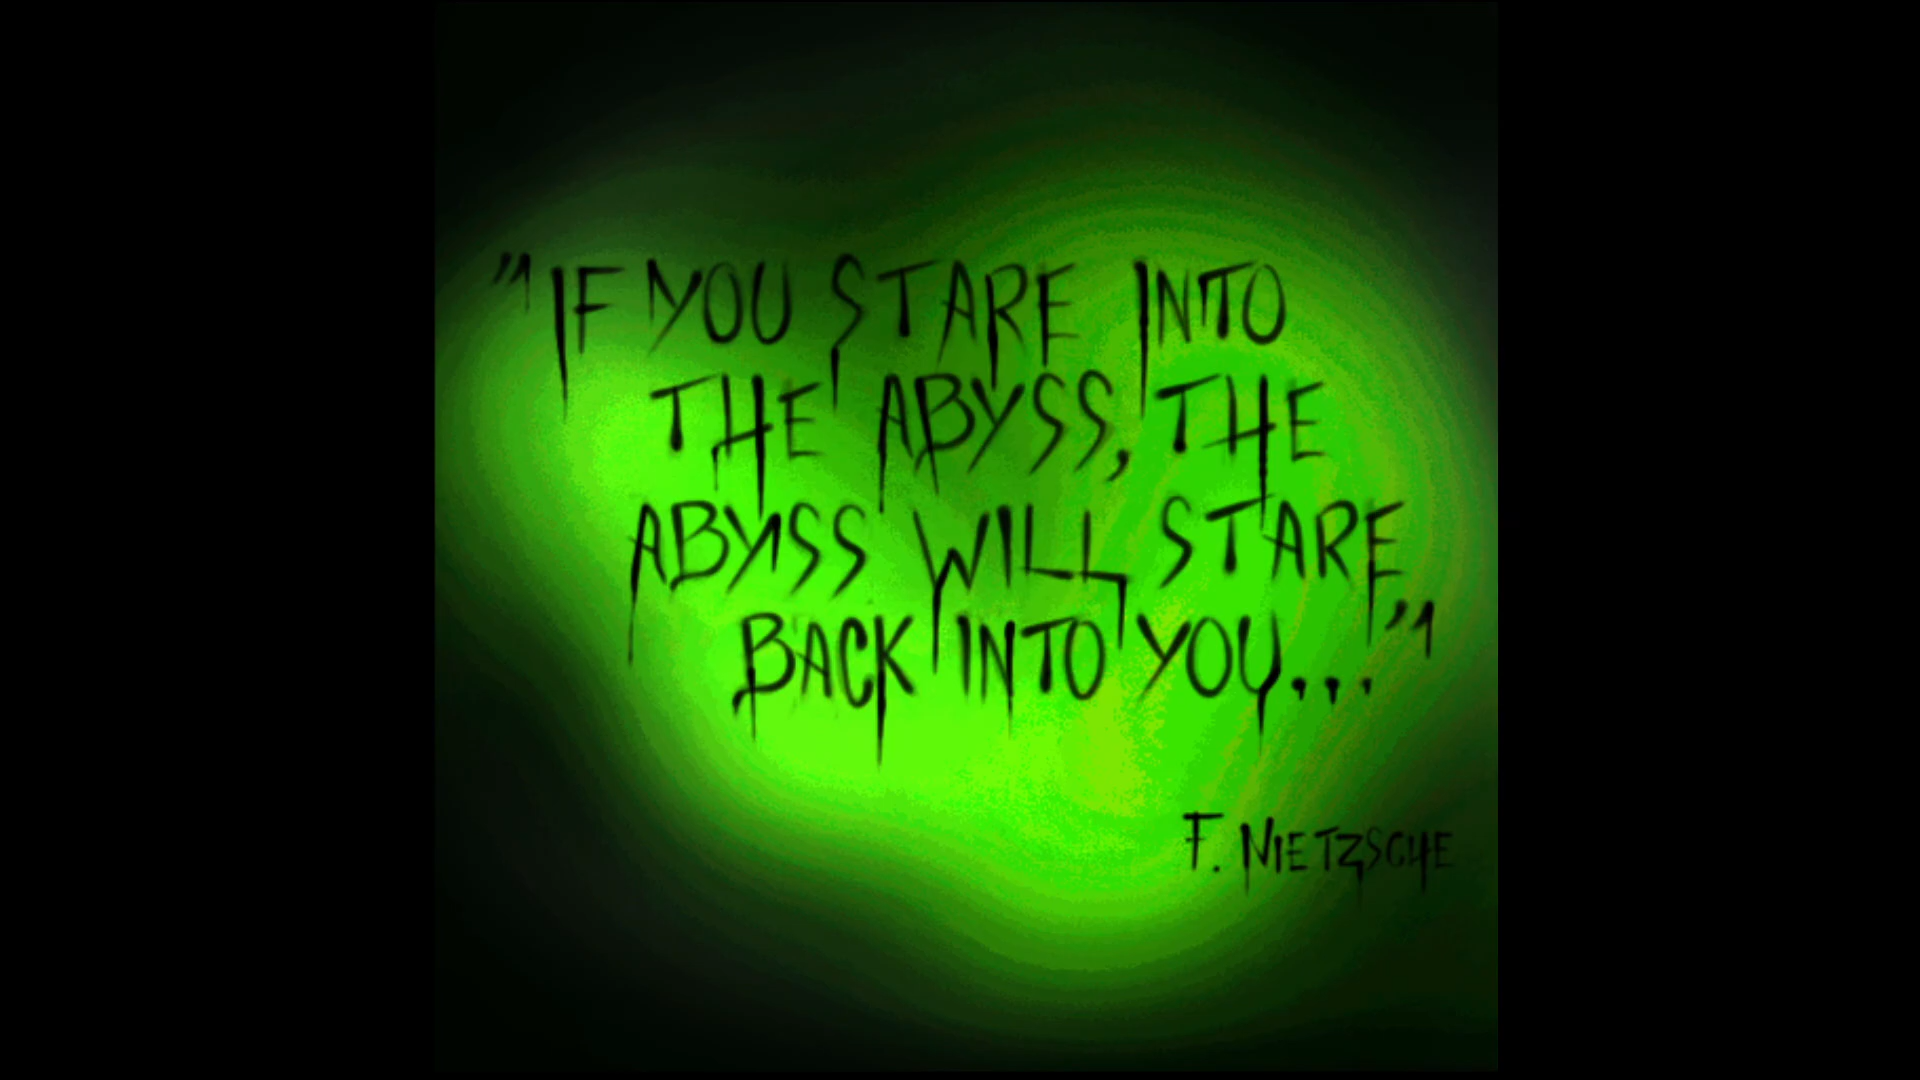 "IF YOU STARE INTO
THE ABYSS, THE
ABYSS WILL STARE
BACK INTO YOU..."
F. NIETZSCHE